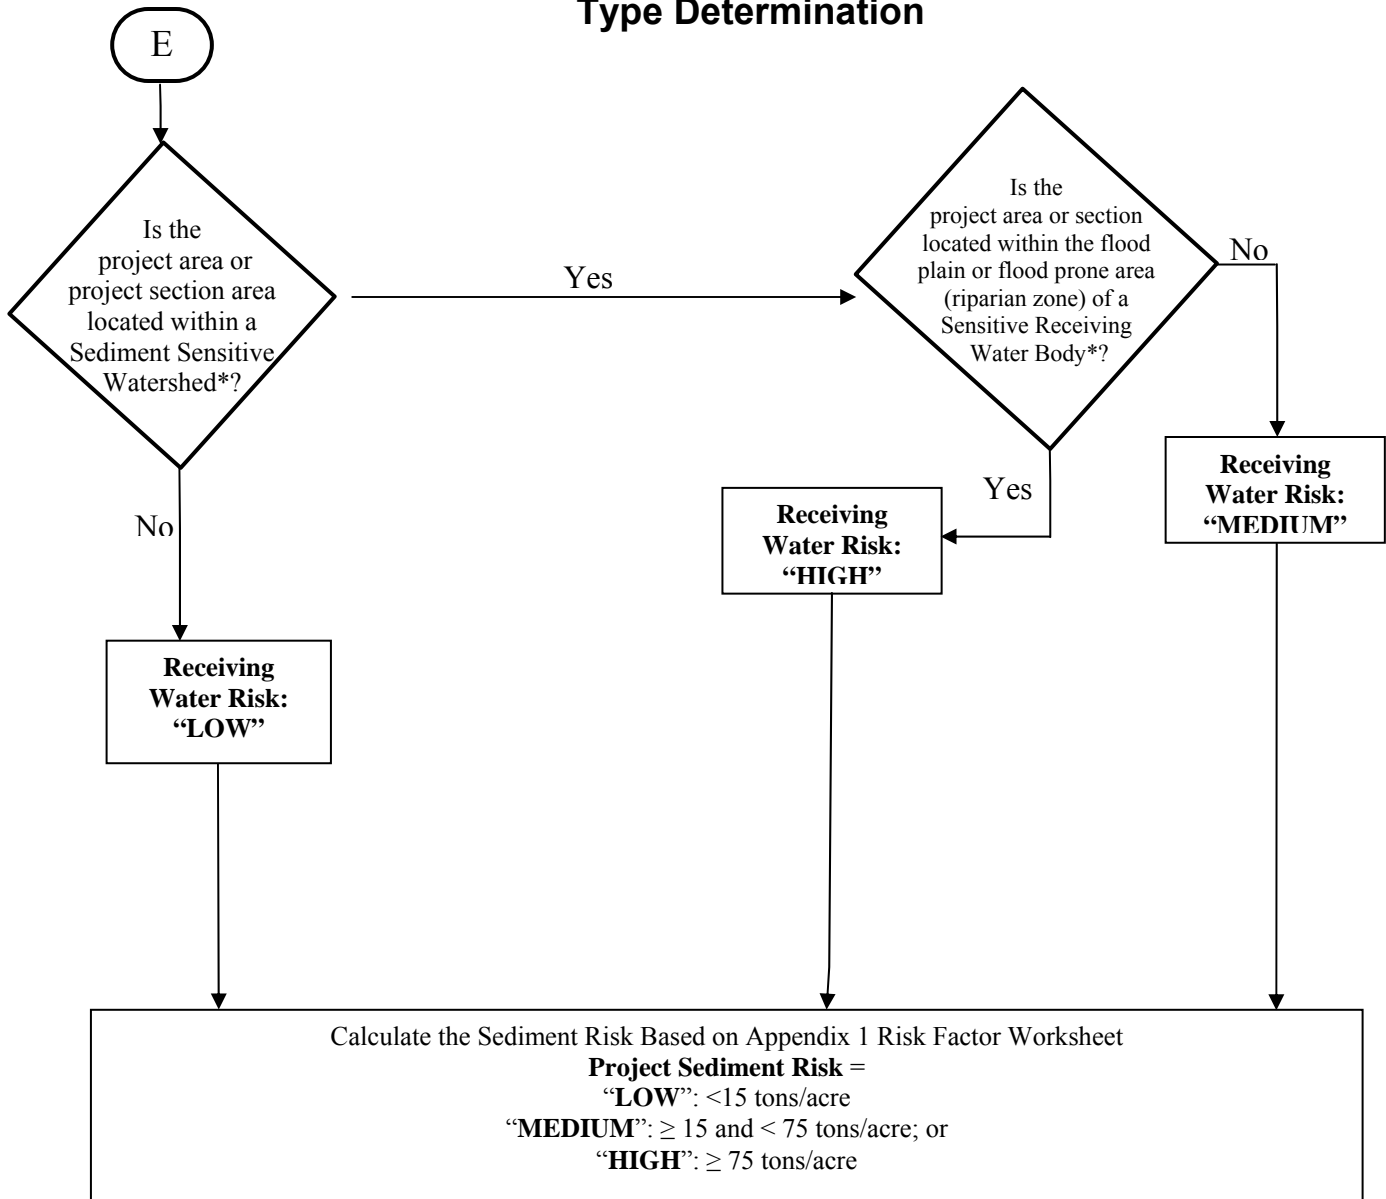 Type Determination
E
Is the
project area or
project section area
located within a
Sediment Sensitive
Watershed*?
Yes
Is the
project area or section
located within the flood
plain or flood prone area
(riparian zone) of a
Sensitive Receiving
Water Body*?
No
Yes
Receiving
Water Risk:
“MEDIUM”
Receiving
Water Risk:
“HIGH”
No
Receiving
Water Risk:
“LOW”
Calculate the Sediment Risk Based on Appendix 1 Risk Factor Worksheet
Project Sediment Risk =
“LOW”: <15 tons/acre
“MEDIUM”: ≥ 15 and < 75 tons/acre; or
“HIGH”: ≥ 75 tons/acre